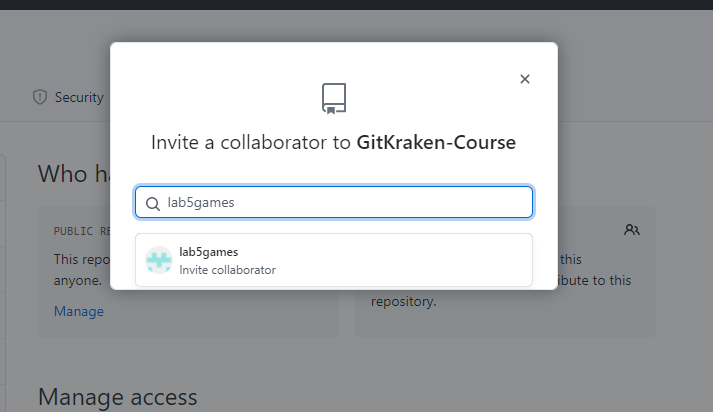 Security
Invite a collaborator to GitKraken-Course
Who ha
lab5games
PUBLIC RE
lab5games
Invite collaborator
This repo
this
anyone.
ibute to this
repository.
Manage
Manage access